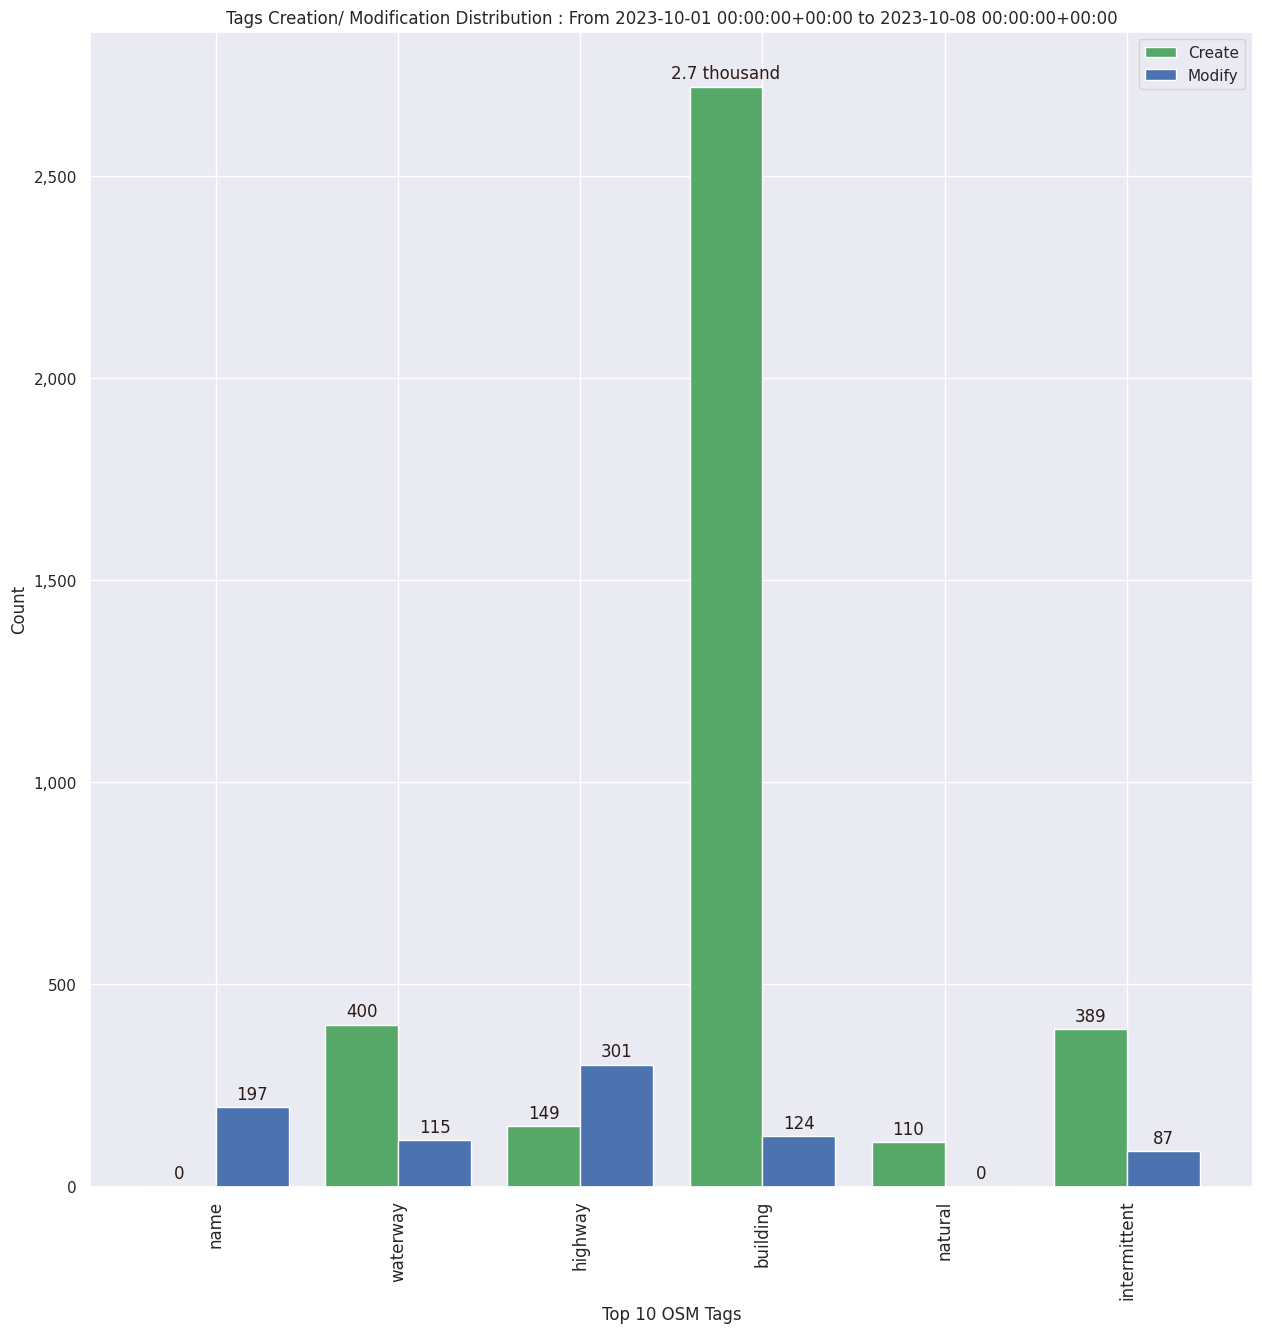 Tags Creation/ Modification Distribution : From 2023-10-01 00:00:00+00:00 to 2023-10-08 00:00:00+00:00
Create
Modify
2.7 thousand
2,500
2,000
1,500
1,000
500
0
Count
0
197
400
115
149
301
124
110
0
389
87
name
waterway
highway
building
natural
intermittent
Top 10 OSM Tags